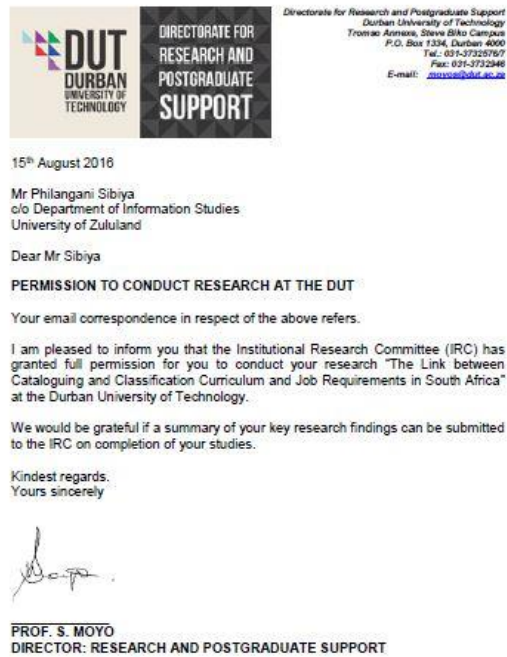 DUT
DURBAN
UNIVERSITY OF
TECHNOLOGY
DIRECTORATE FOR
RESEARCH AND
POSTGRADUATE
SUPPORT
Directorate for Research and Postgraduate Support
Durban University of Technology
Tromso Annexe, Steve Biko Campus
P.O. Box 1334, Durban 4000
Tel.: 031-3732576/7
Fax: 031-3732946
E-mail: moyos@dut.ac.za
15th August 2016
Mr Philangani Sibiya
c/o Department of Information Studies
University of Zululand
Dear Mr Sibiya
PERMISSION TO CONDUCT RESEARCH AT THE DUT
Your email correspondence in respect of the above refers.
I am pleased to inform you that the Institutional Research Committee (IRC) has
granted full permission for you to conduct your research "The Link between
Cataloguing and Classification Curriculum and Job Requirements in South Africa"
at the Durban University of Technology.
We would be grateful if a summary of your key research findings can be submitted
to the IRC on completion of your studies.
Kindest regards.
Yours sincerely
PROF. S. MOYO
DIRECTOR: RESEARCH AND POSTGRADUATE SUPPORT